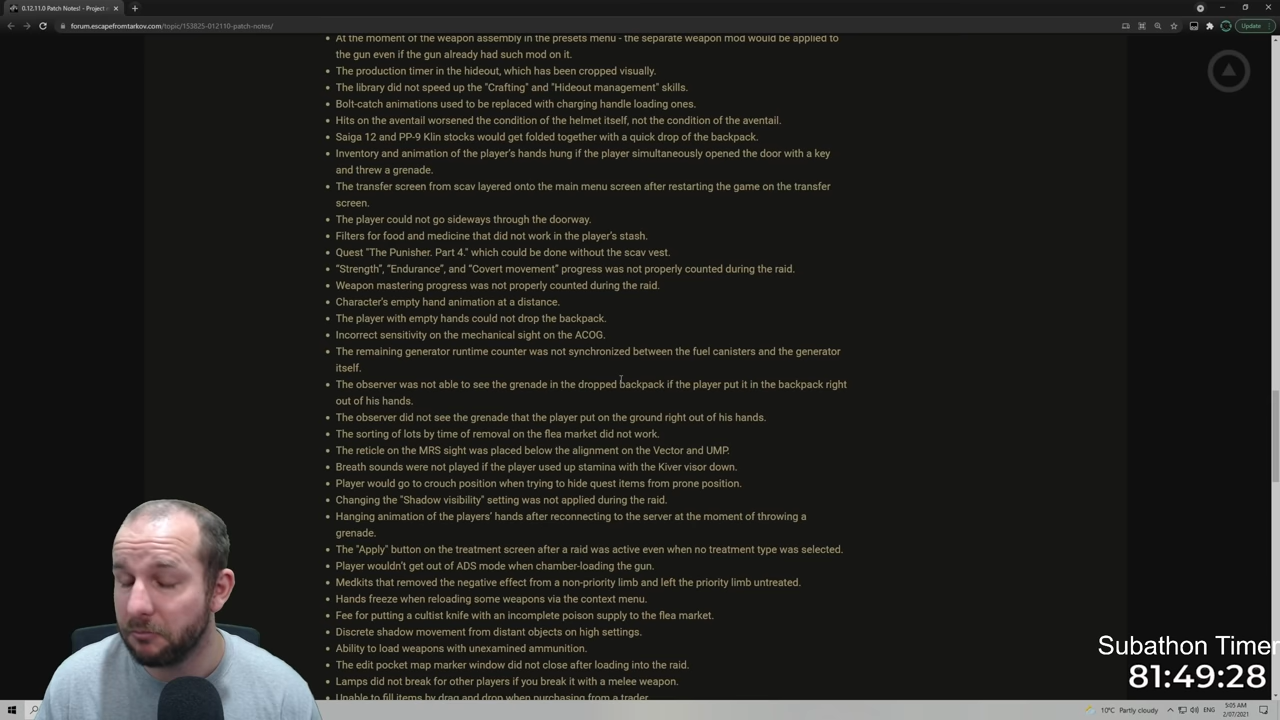 0.12.11.0 Patch Notes! - Project
forum.escapefromtarkov.com/topic/153825-012110-patch-notes/
Update
At the moment of the weapon assembly in the presets menu - the separate weapon mod would be applied to
the gun even if the gun already had such mod on it.
The production timer in the hideout, which has been cropped visually.
The library did not speed up the "Crafting" and "Hideout management" skills.
Bolt-catch animations used to be replaced with charging handle loading ones.
Hits on the aventail worsened the condition of the helmet itself, not the condition of the aventail.
Saiga 12 and PP-9 Klin stocks would get folded together with a quick drop of the backpack.
Inventory and animation of the player's hands hung if the player simultaneously opened the door with a key
and threw a grenade.
The transfer screen from scav layered onto the main menu screen after restarting the game on the transfer
screen.
The player could not go sideways through the doorway.
Filters for food and medicine that did not work in the player's stash.
Quest "The Punisher. Part 4." which could be done without the scav vest.
“Strength”, “Endurance”, and “Covert movement” progress was not properly counted during the raid.
Weapon mastering progress was not properly counted during the raid.
Character's empty hand animation at a distance.
The player with empty hands could not drop the backpack.
Incorrect sensitivity on the mechanical sight on the ACOG.
The remaining generator runtime counter was not synchronized between the fuel canisters and the generator
itself.
The observer was not able to see the grenade in the dropped backpack if the player put it in the backpack right
out of his hands.
The observer did not see the grenade that the player put on the ground right out of his hands.
The sorting of lots by time of removal on the flea market did not work.
The reticle on the MRS sight was placed below the alignment on the Vector and UMP.
Breath sounds were not played if the player used up stamina with the Kiver visor down.
Player would go to crouch position when trying to hide quest items from prone position.
Changing the "Shadow visibility" setting was not applied during the raid.
Hanging animation of the players' hands after reconnecting to the server at the moment of throwing a
grenade.
The "Apply" button on the treatment screen after a raid was active even when no treatment type was selected.
Player wouldn't get out of ADS mode when chamber-loading the gun.
Medkits that removed the negative effect from a non-priority limb and left the priority limb untreated.
Hands freeze when reloading some weapons via the context menu.
Fee for putting a cultist knife with an incomplete poison supply to the flea market.
Discrete shadow movement from distant objects on high settings.
Ability to load weapons with unexamined ammunition.
The edit pocket map marker window did not close after loading into the raid.
Lamps did not break for other players if you break it with a melee weapon.
Unable to fill items by drag and drop when purchasing from a trader.
Subathon Timer
81:49:28
10°C Partly cloudy
ENG
5:05 AM
2/07/2021